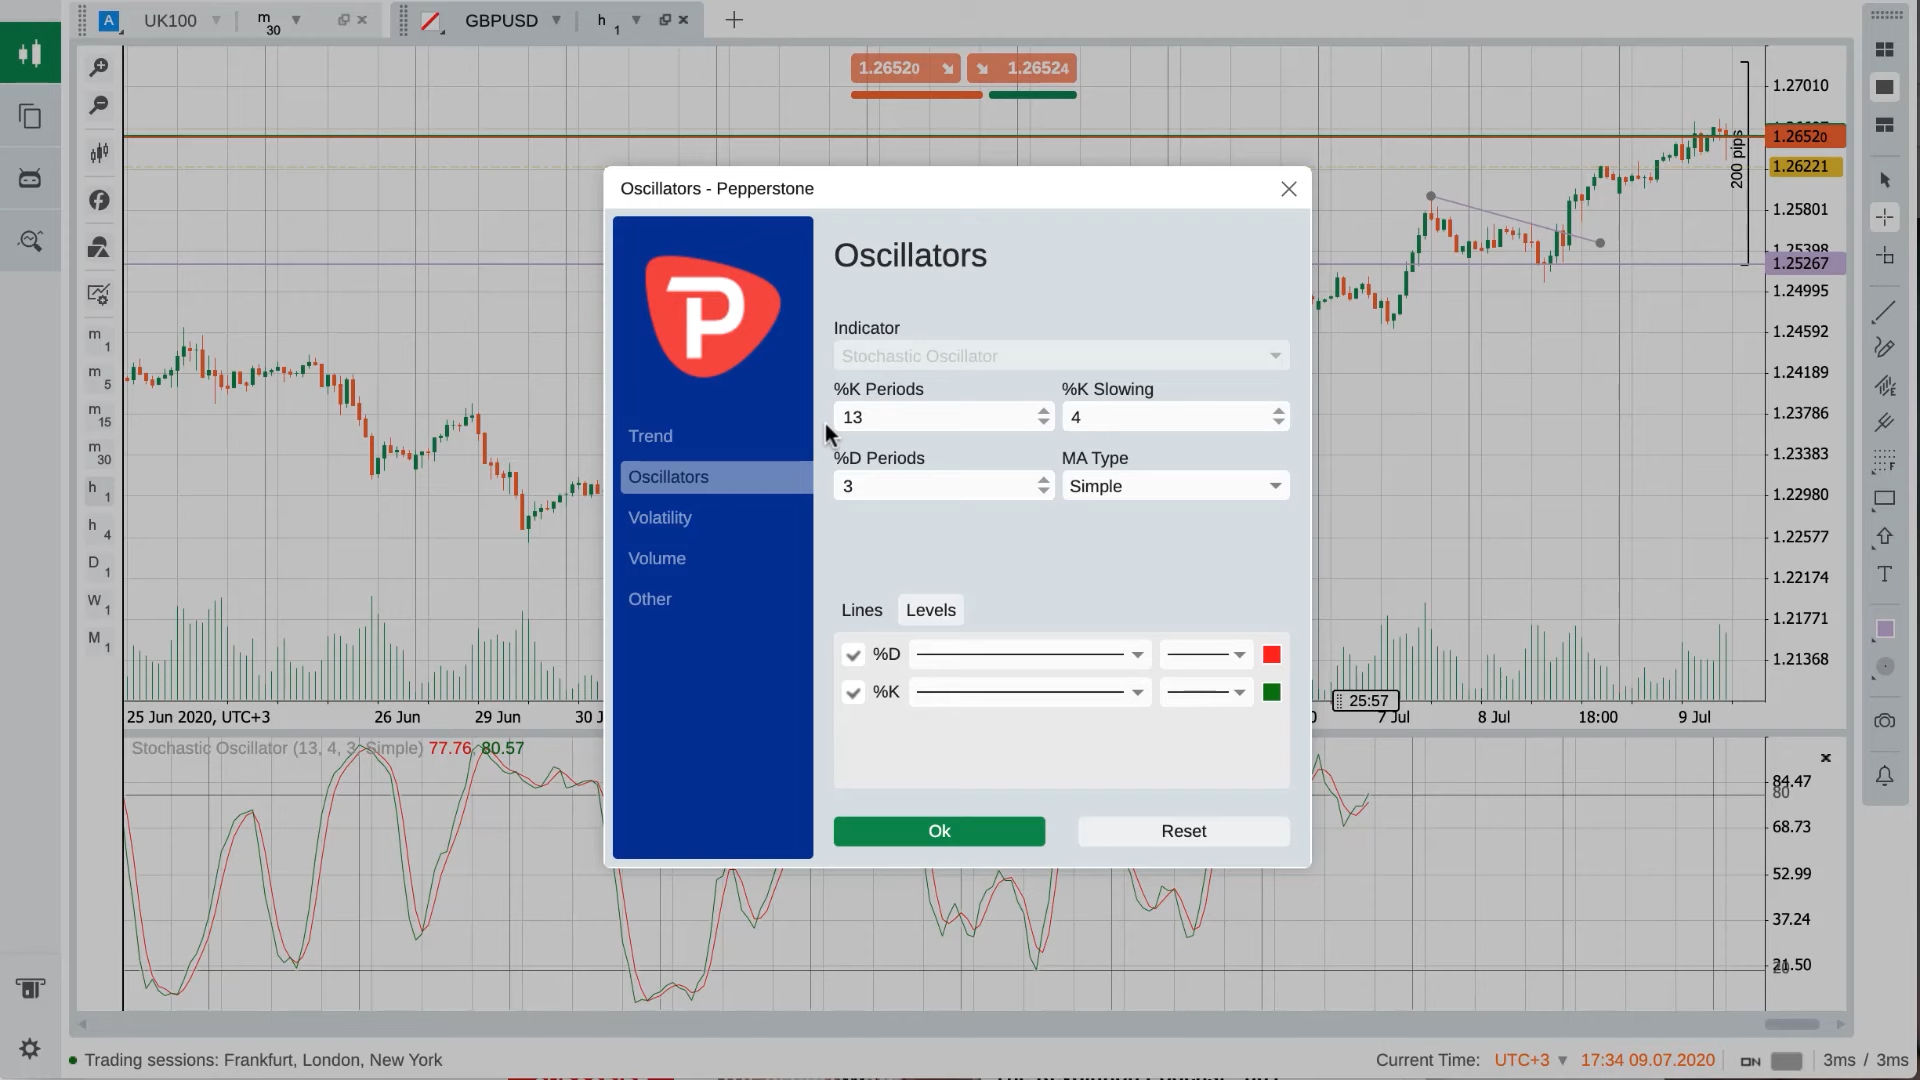 A UK100 m 30 GBPUSD h 1
1.26520 1.26524
1.27010
1.26520
200 pips
1.26221
1.25801
1.25398
1.25267
1.24995
1.24592
1.24189
1.23786
1.23383
1.22980
1.22577
1.22174
1.21771
1.21368
m 1
m 5
m 15
m 30
h 1
h 4
D 1
W 1
M 1
Oscillators - Pepperstone
P
Trend
Oscillators
Volatility
Volume
Other
Oscillators
Indicator
Stochastic Oscillator
%K Periods %K Slowing
13 4
%D Periods MA Type
3 Simple
Lines Levels
%D
%K
Ok Reset
F
T
25:57
25 Jun 2020, UTC+3 26 Jun 29 Jun 30 7 Jul 8 Jul 18:00 9 Jul
Stochastic Oscillator (13, 4, 3, Simple) 77.76 80.57
84.47
80
68.73
52.99
37.24
21.50
Trading sessions: Frankfurt, London, New York
Current Time: UTC+3 17:34 09.07.2020 ON 3ms / 3ms